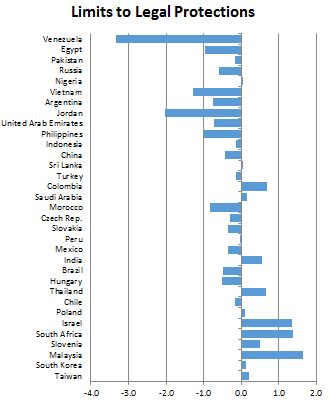 Limits to Legal Protections
Venezuela
Egypt
Pakistan
Russia
Nigeria
Vietnam
Argentina
Jordan
United Arab Emirates
Philippines
Indonesia
China
Sri Lanka
Turkey
Colombia
Saudi Arabia
Morocco
Czech Rep.
Slovakia
Peru
Mexico
India
Brazil
Hungary
Thailand
Chile
Poland
Israel
South Africa
Slovenia
Malaysia
South Korea
Taiwan
-4.0 -3.0 -2.0 -1.0 0.0 1.0 2.0